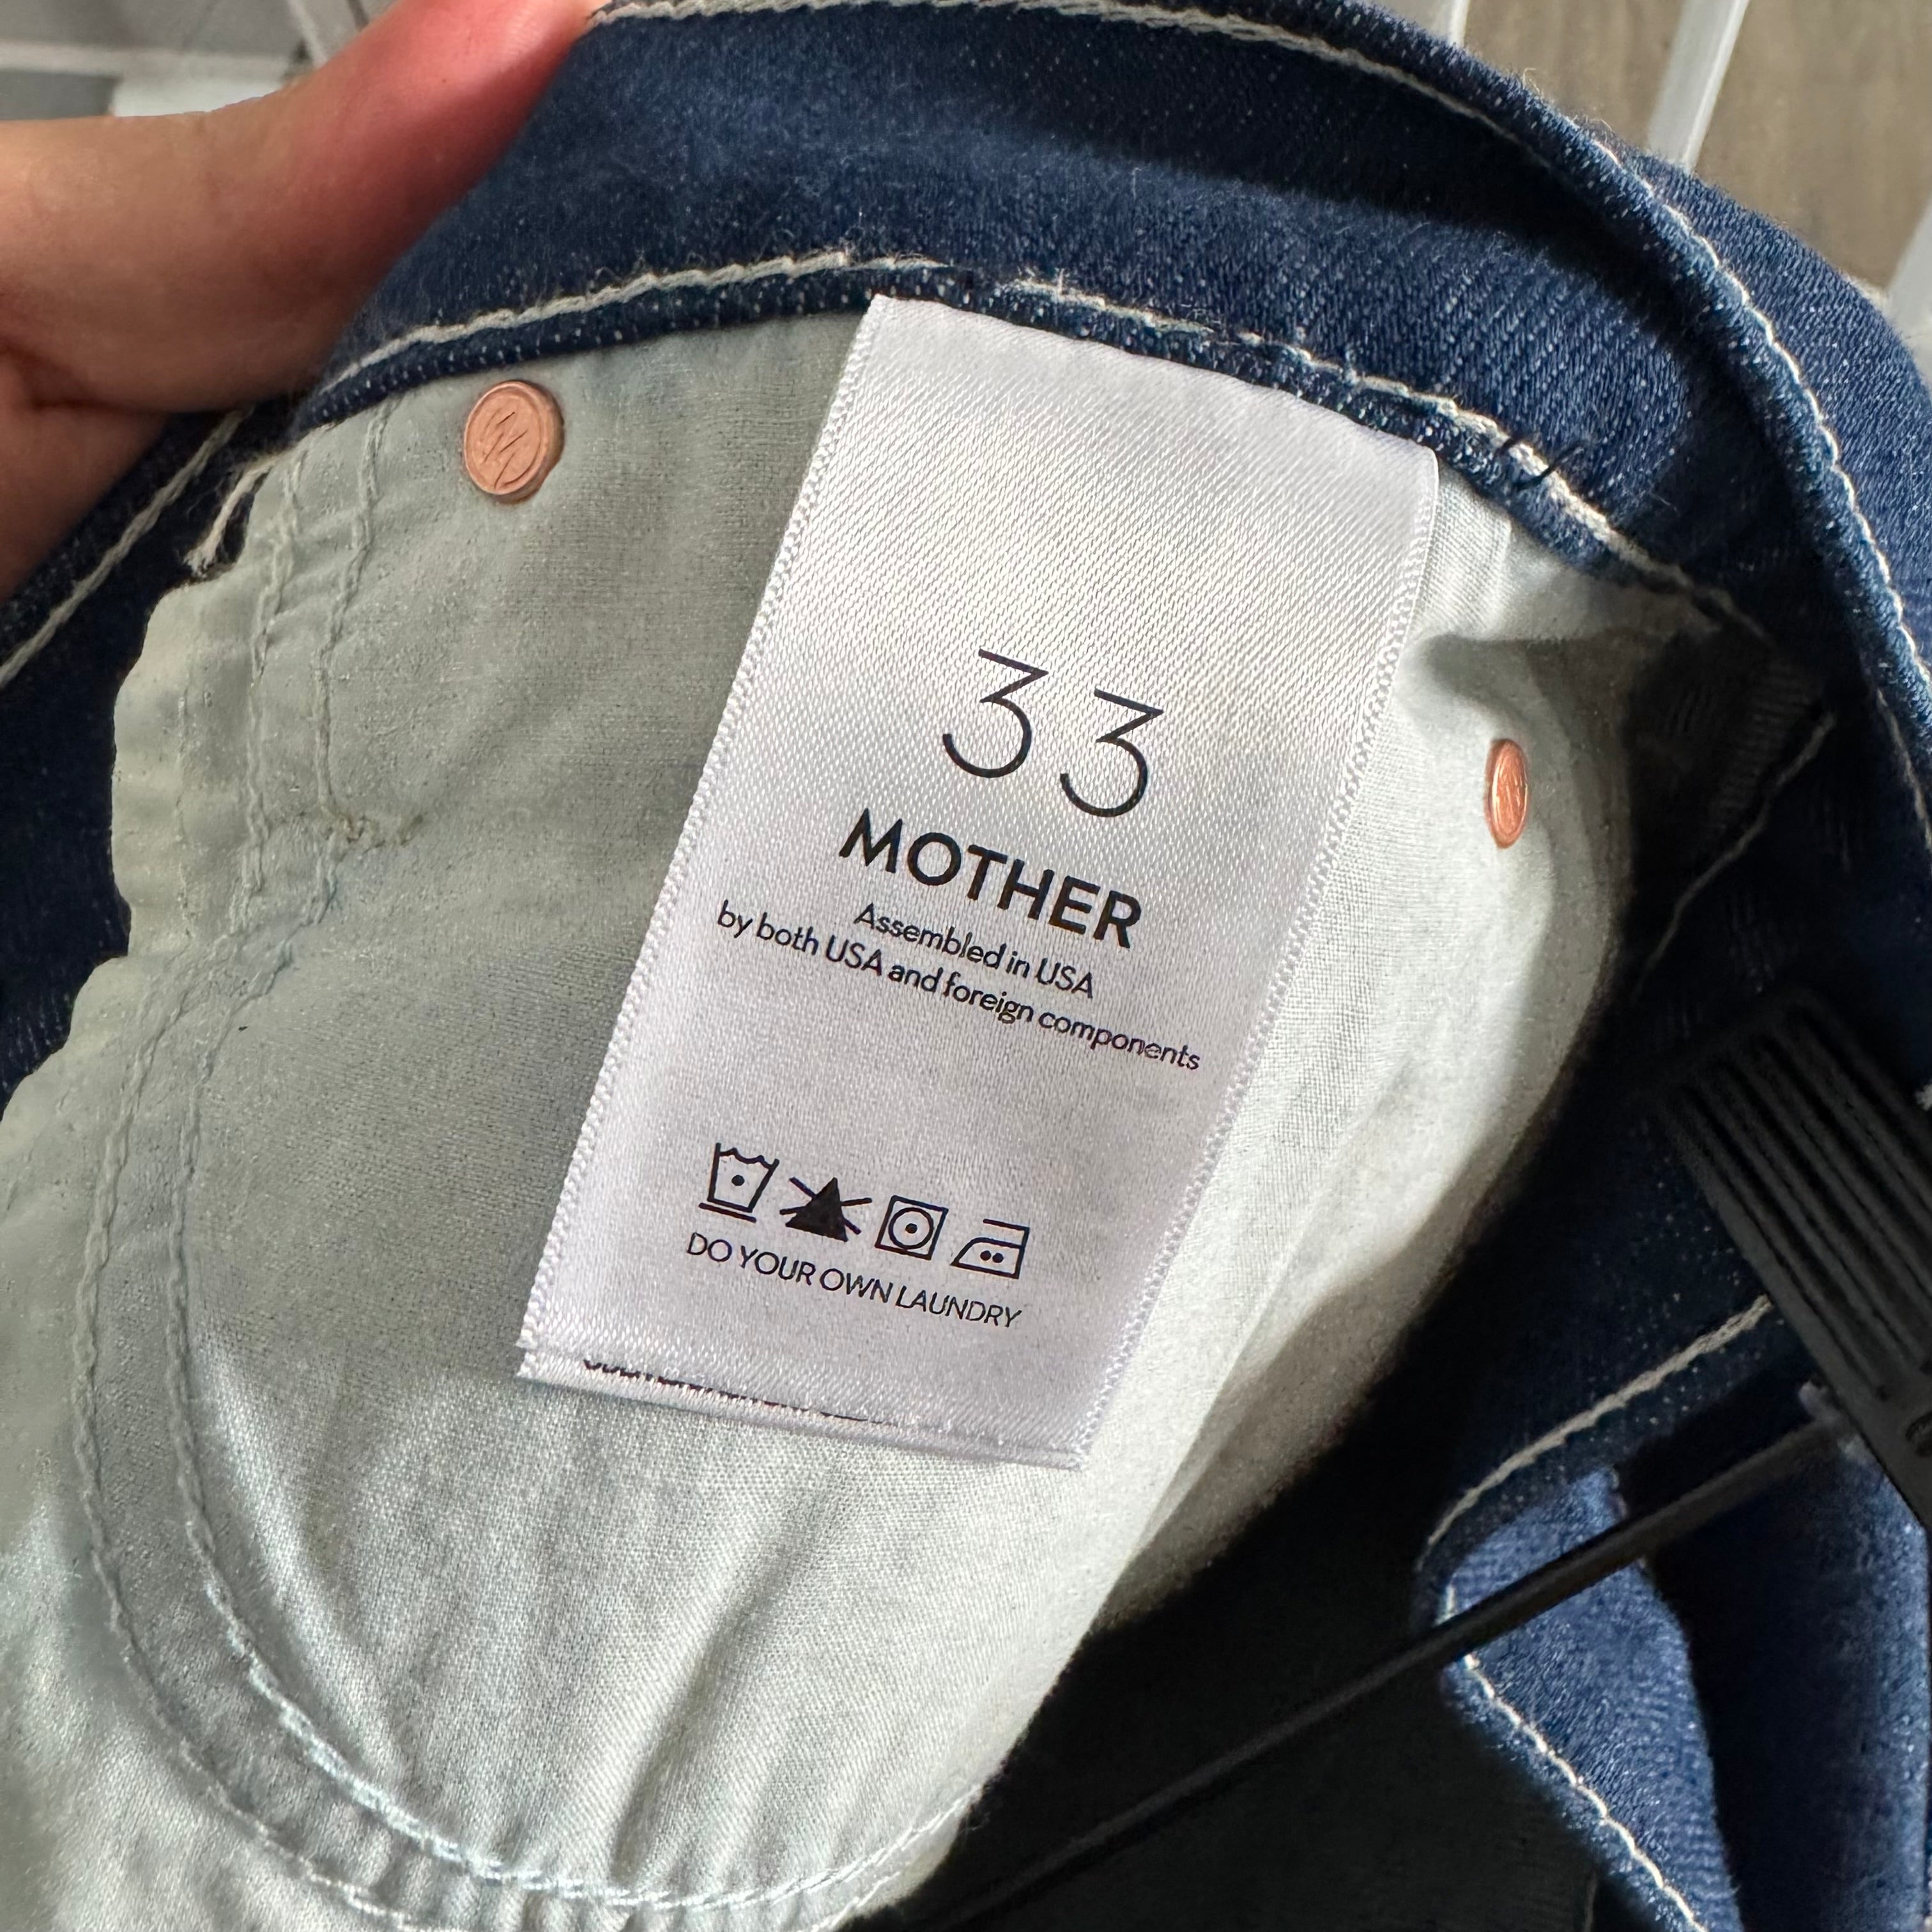 33
MOTHER
Assembled in USA
by both USA and foreign components
DO YOUR OWN LAUNDRY